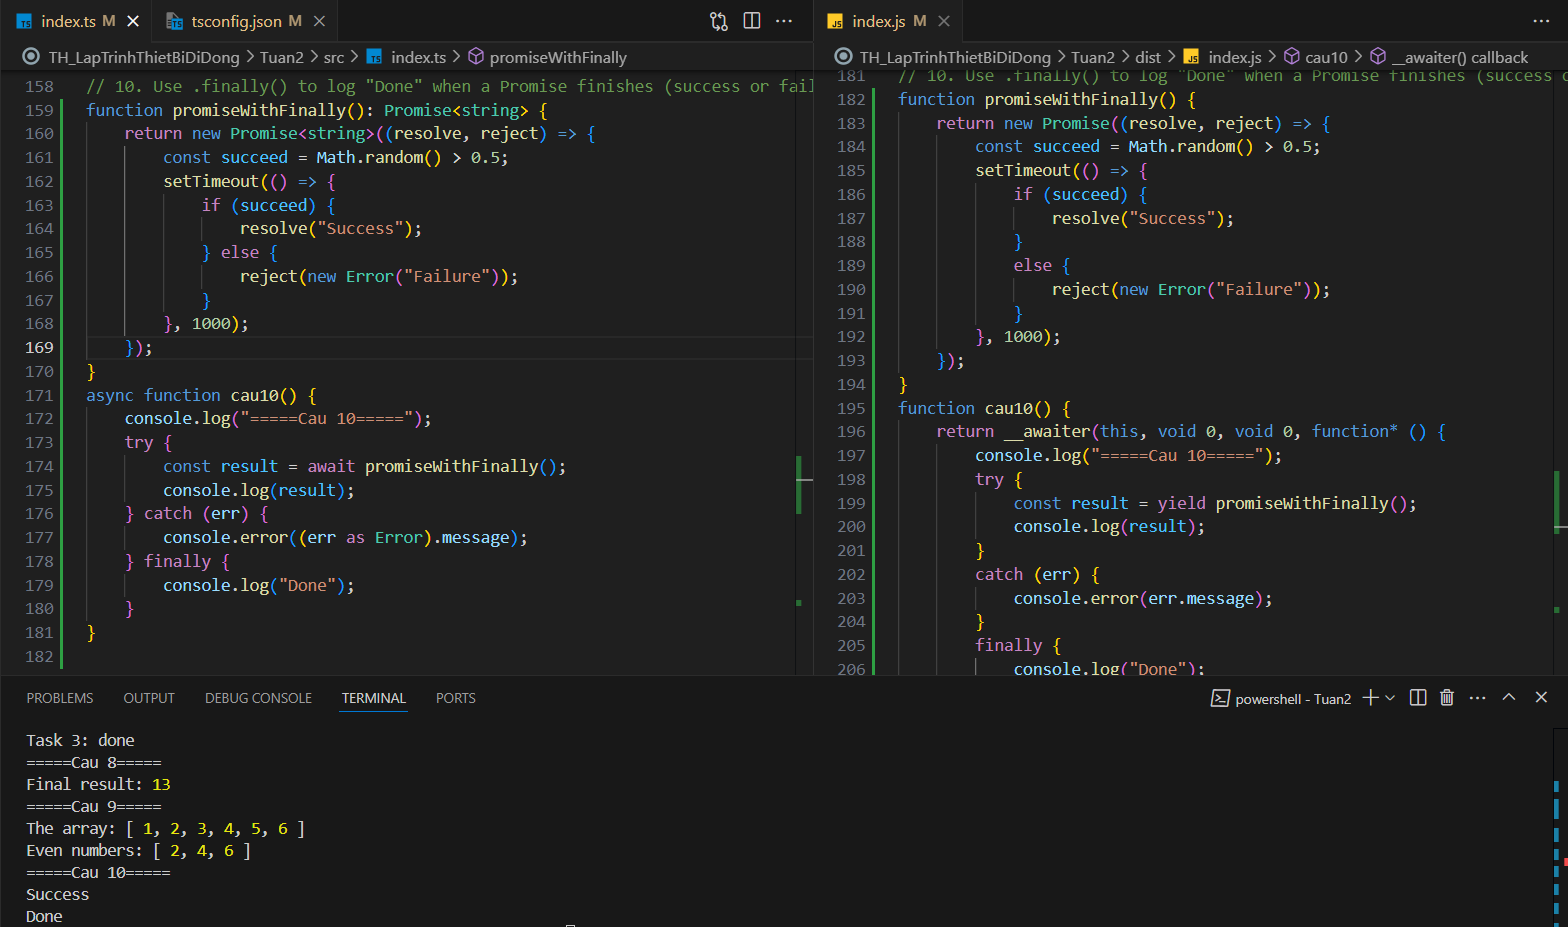 index.ts M
tsconfig.json M
TH_LapTrinhThietBiDiDong > Tuan2 > src > TS index.ts > promiseWithFinally
158 // 10. Use .finally() to log "Done" when a Promise finishes (success or fail
159 function promiseWithFinally(): Promise<string> {
160 return new Promise<string>((resolve, reject) => {
161 const succeed = Math.random() > 0.5;
162 setTimeout(() => {
163 if (succeed) {
164 resolve("Success");
165 } else {
166 reject(new Error("Failure"));
167 }
168 }, 1000);
169 });
170 }
171 async function cau10() {
172 console.log("=====Cau 10=====");
173 try {
174 const result = await promiseWithFinally();
175 console.log(result);
176 } catch (err) {
177 console.error((err as Error).message);
178 } finally {
179 console.log("Done");
180 }
181 }
182
index.js M
TH_LapTrinhThietBiDiDong > Tuan2 > dist > JS index.js > cau10 > __awaiter() callback
181 // 10. Use .finally() to log "Done" when a Promise finishes (success o
182 function promiseWithFinally() {
183 return new Promise((resolve, reject) => {
184 const succeed = Math.random() > 0.5;
185 setTimeout(() => {
186 if (succeed) {
187 resolve("Success");
188 }
189 else {
190 reject(new Error("Failure"));
191 }
192 }, 1000);
193 });
194 }
195 function cau10() {
196 return __awaiter(this, void 0, void 0, function* () {
197 console.log("=====Cau 10=====");
198 try {
199 const result = yield promiseWithFinally();
200 console.log(result);
201 }
202 catch (err) {
203 console.error(err.message);
204 }
205 finally {
206 console.log("Done");
PROBLEMS OUTPUT DEBUG CONSOLE TERMINAL PORTS
powershell - Tuan2
Task 3: done
=====Cau 8=====
Final result: 13
=====Cau 9=====
The array: [ 1, 2, 3, 4, 5, 6 ]
Even numbers: [ 2, 4, 6 ]
=====Cau 10=====
Success
Done